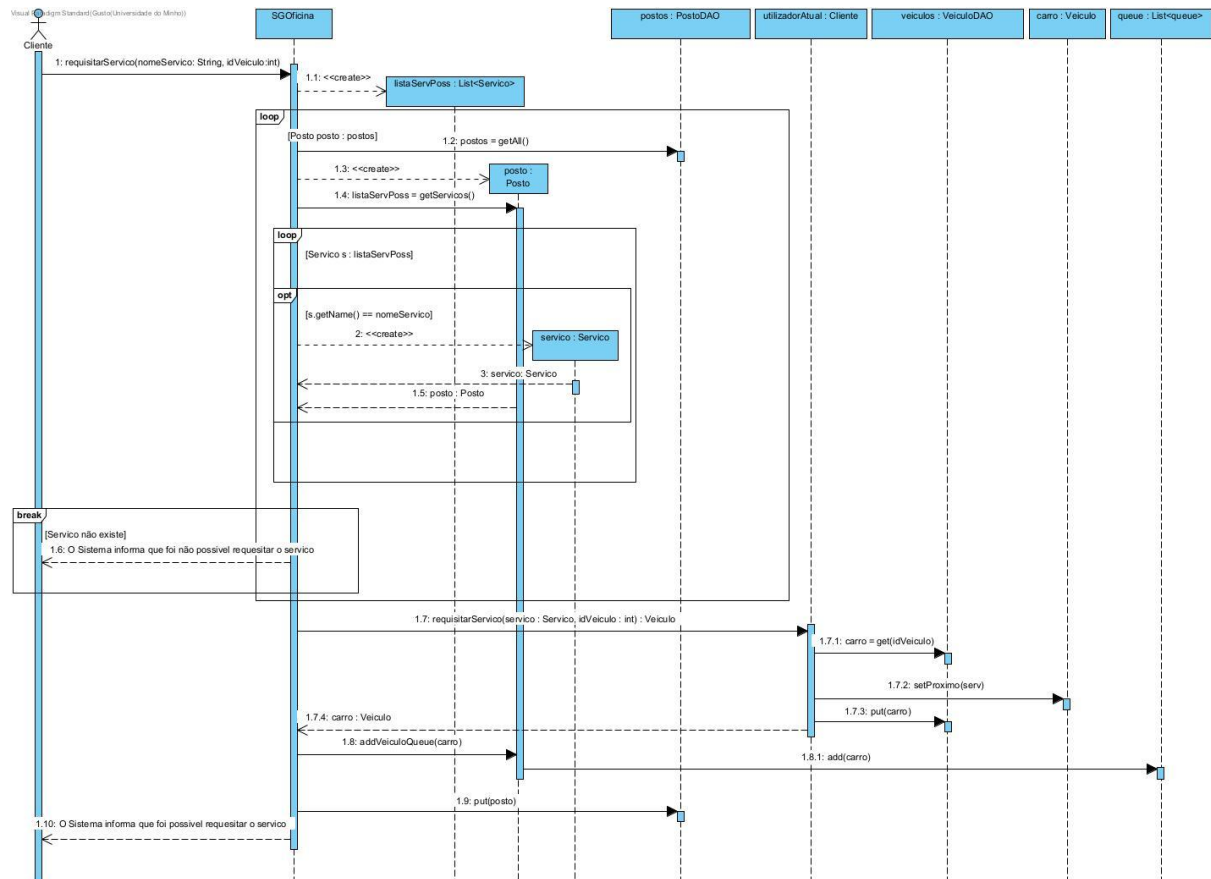 Visual Paradigm Standard(Gusto(Universidade do Minho))
Cliente
SGOficina
postos : PostoDAO
utilizadorAtual : Cliente
veiculos : VeiculoDAO
carro : Veiculo
queue : List<queue>
1: requisitarServico(nomeServico: String, idVeiculo:int)
1.1: <<create>>
listaServPoss : List<Servico>
loop
[Posto posto : postos]
1.2: postos = getAll()
1.3: <<create>>
posto :
Posto
1.4: listaServPoss = getServicos()
loop
[Servico s : listaServPoss]
opt
[s.getName() == nomeServico]
2: <<create>>
servico : Servico
3: servico: Servico
1.5: posto : Posto
break
[Servico não existe]
1.6: O Sistema informa que foi não possivel requesitar o servico
1.7: requisitarServico(servico : Servico, idVeiculo : int) : Veiculo
1.7.1: carro = get(idVeiculo)
1.7.2: setProximo(serv)
1.7.3: put(carro)
1.7.4: carro : Veiculo
1.8: addVeiculoQueue(carro)
1.8.1: add(carro)
1.9: put(posto)
1.10: O Sistema informa que foi possivel requesitar o servico